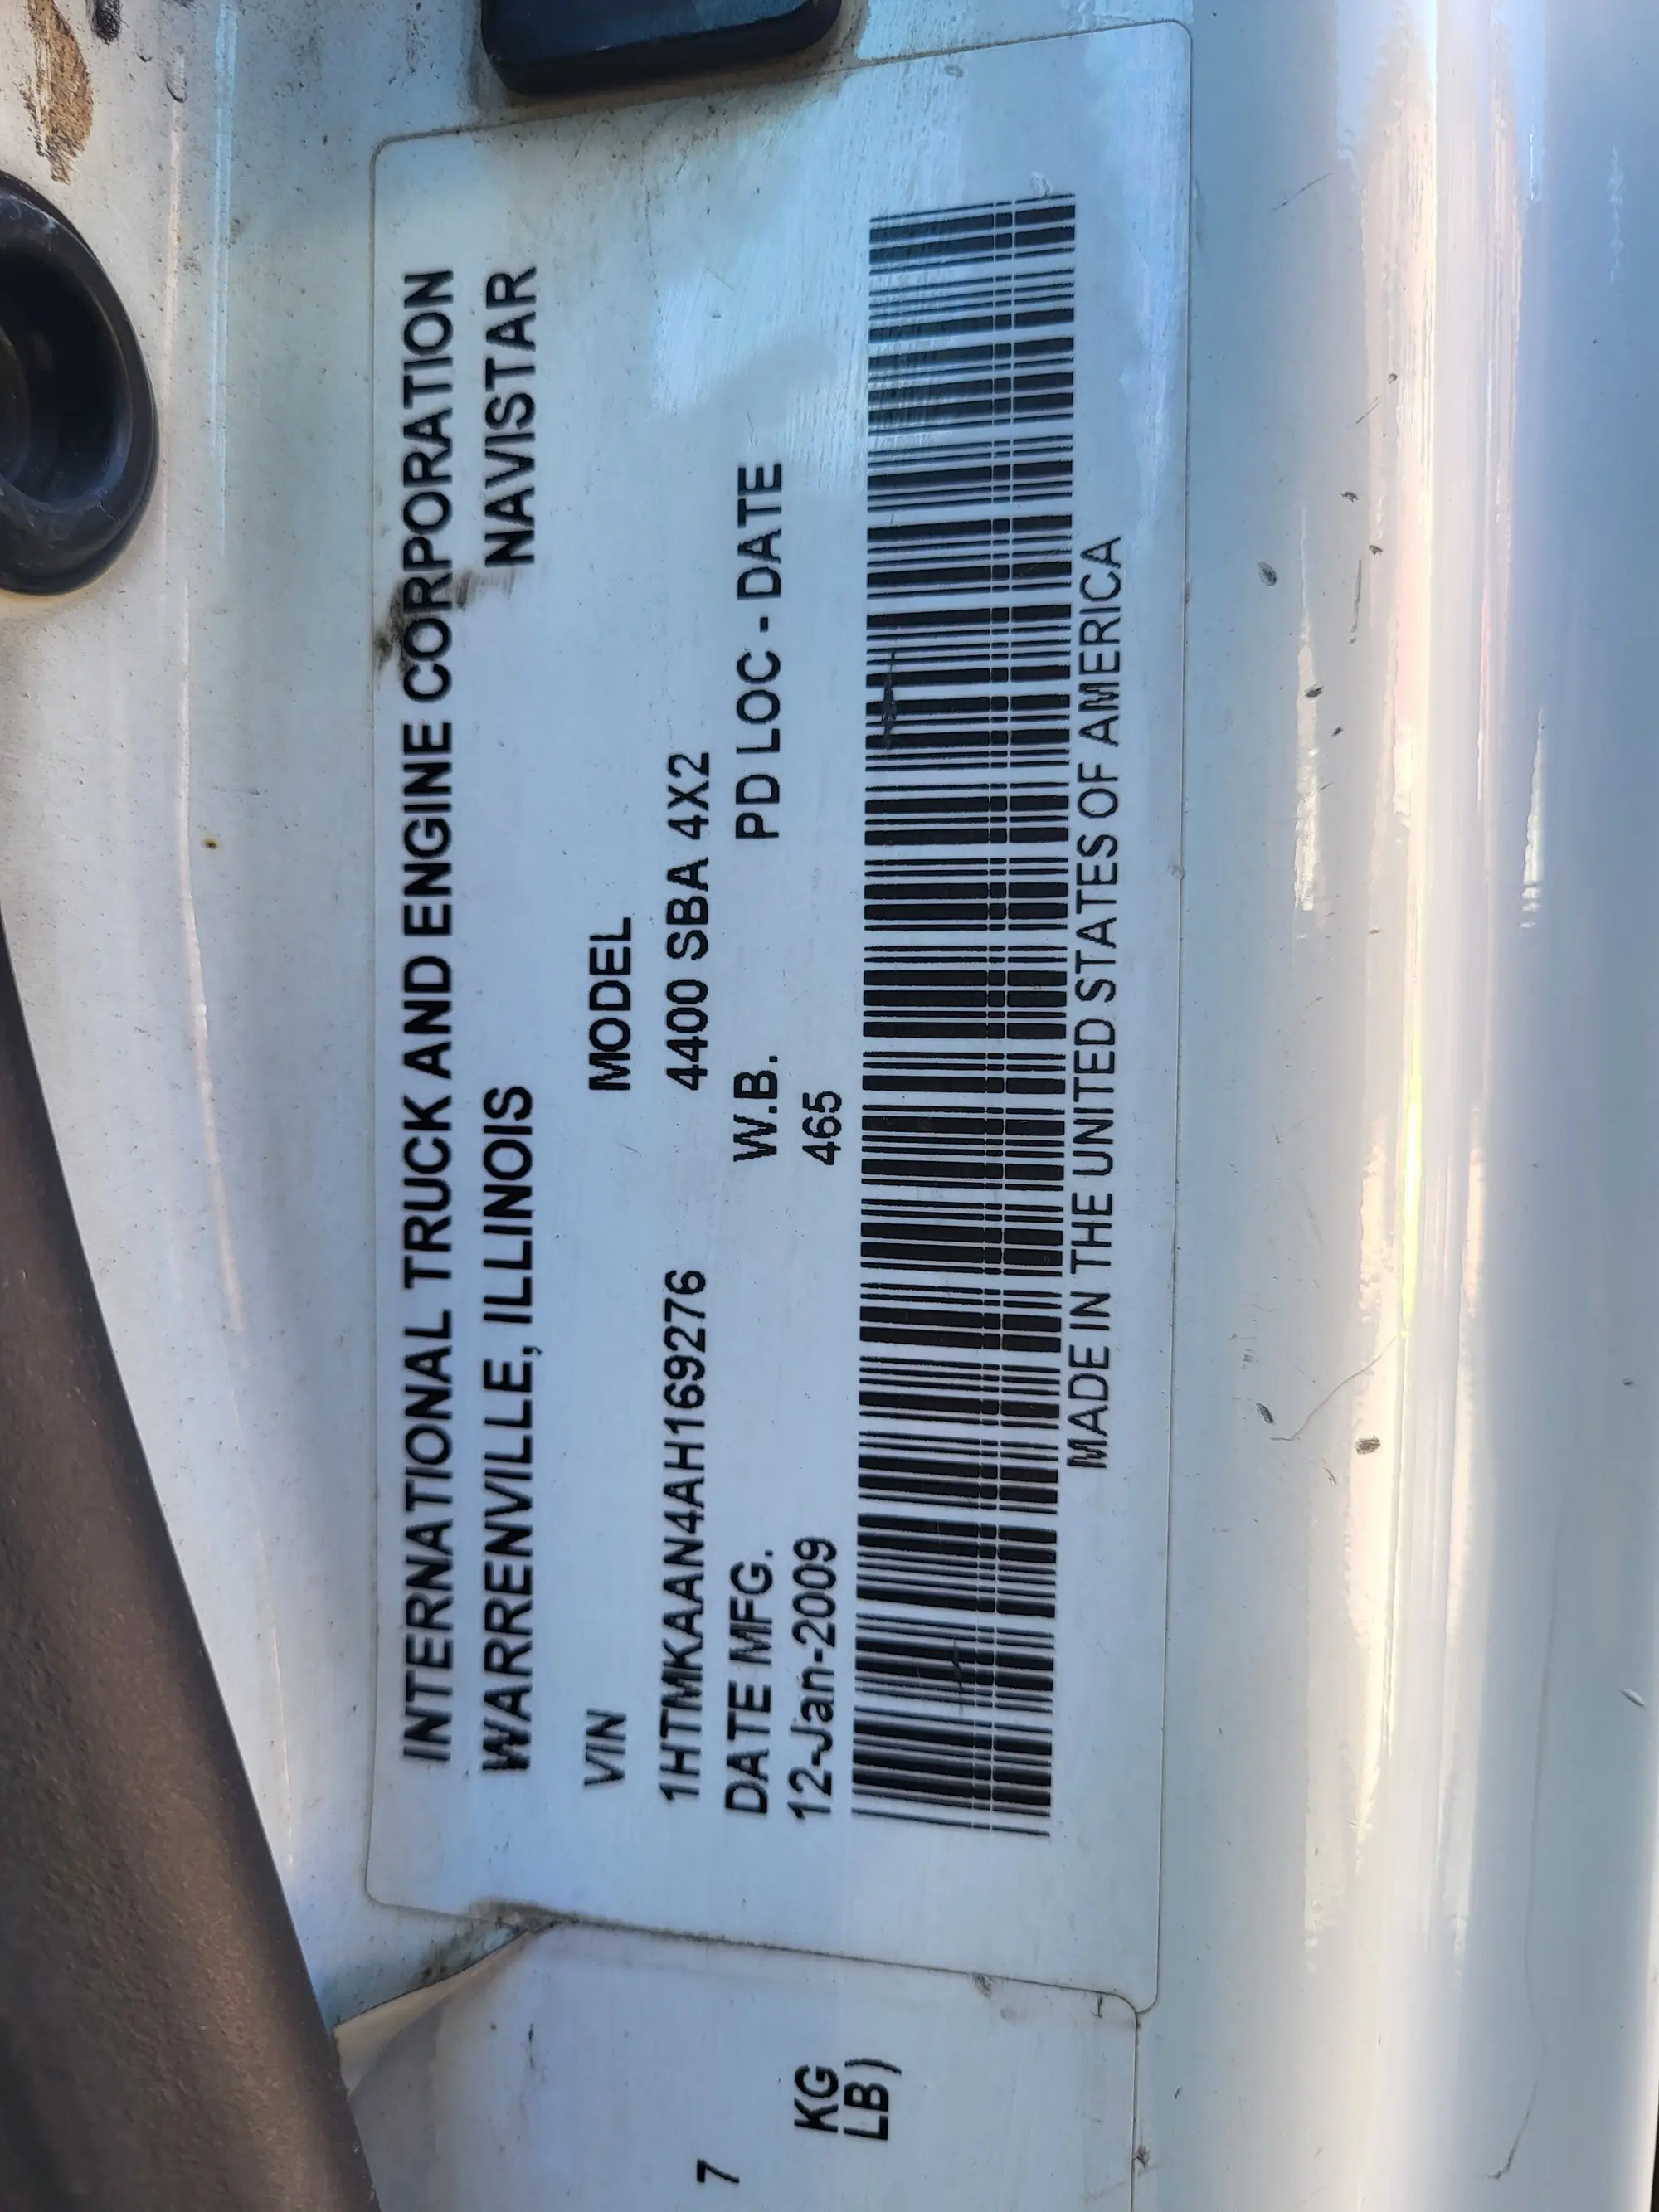 INTERNATIONAL TRUCK AND ENGINE CORPORATION
WARRENVILLE, ILLINOIS NAVISTAR
VIN MODEL
1HTMKAAN4AH169276 4400 SBA 4X2
DATE MFG. W.B. PD LOC - DATE
12-Jan-2009 465
MADE IN THE UNITED STATES OF AMERICA
7
KG
LB)